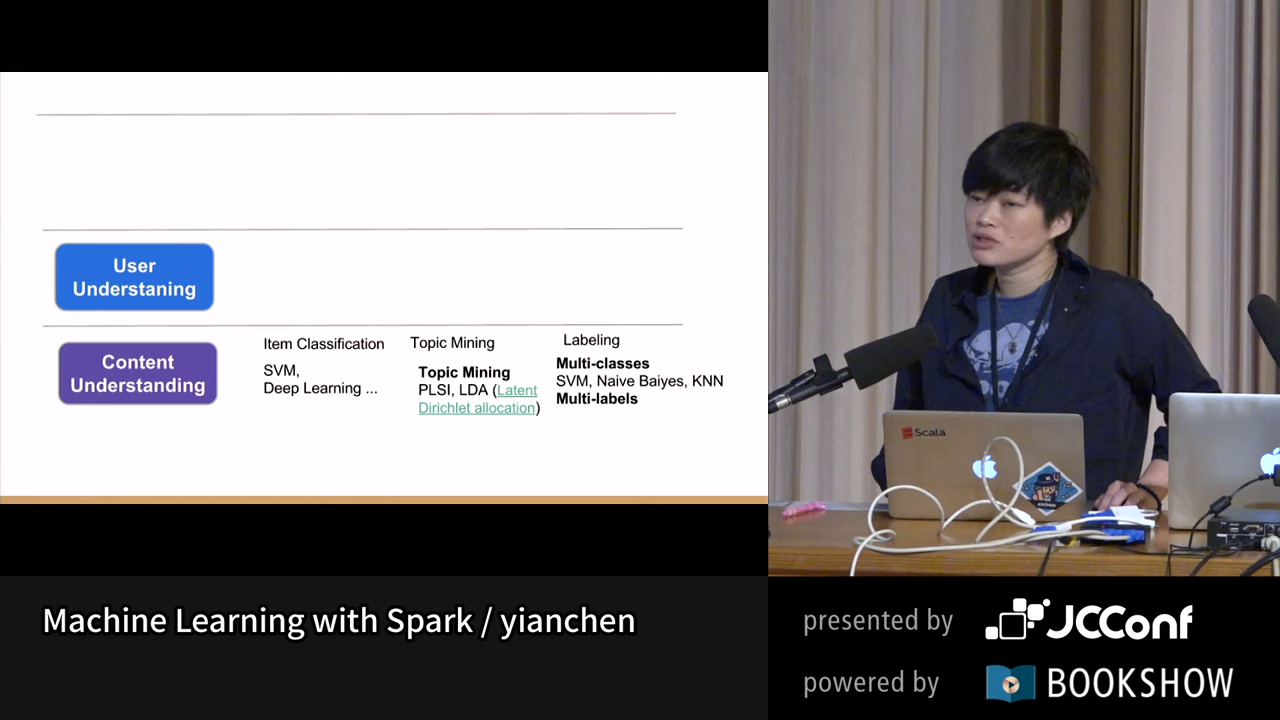 User
Understaning
Content
Understanding
Item Classification
SVM,
Deep Learning ...
Topic Mining
Topic Mining
PLSI, LDA (Latent
Dirichlet allocation)
Labeling
Multi-classes
SVM, Naive Baiyes, KNN
Multi-labels
Scala
Machine Learning with Spark / yianchen
presented by JCConf
powered by BOOKSHOW